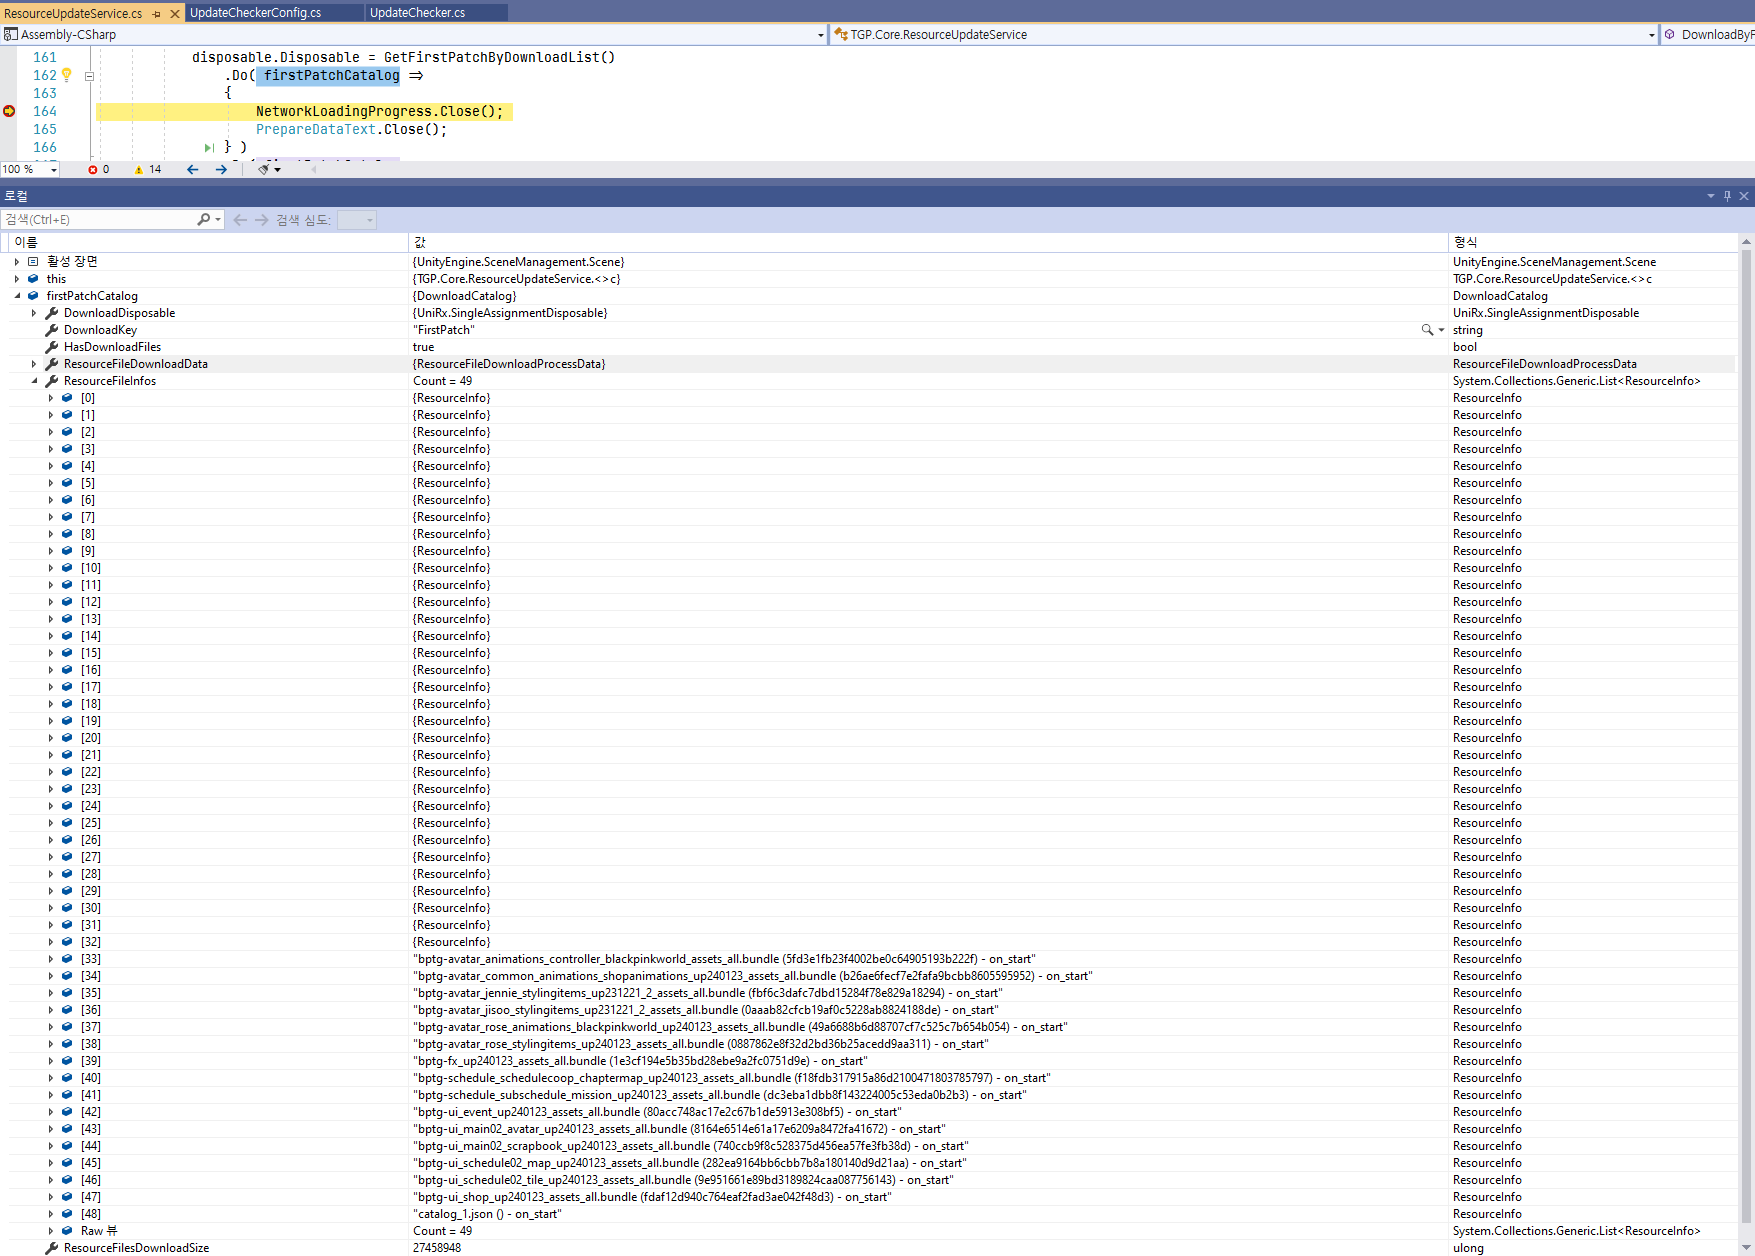 ResourceUpdateService.cs UpdateCheckerConfig.cs UpdateChecker.cs
Assembly-CSharp TGP.Core.ResourceUpdateService DownloadByF
161 disposable.Disposable = GetFirstPatchByDownloadList()
162 .Do( firstPatchCatalog =>
163 {
164 NetworkLoadingProgress.Close();
165 PrepareDataText.Close();
166 } )
100 % 0 14
로컬
검색(Ctrl+E) 검색 심도:
이름 값 형식
활성 장면 {UnityEngine.SceneManagement.Scene} UnityEngine.SceneManagement.Scene
this {TGP.Core.ResourceUpdateService.<>c} TGP.Core.ResourceUpdateService.<>c
firstPatchCatalog {DownloadCatalog} DownloadCatalog
DownloadDisposable {UniRx.SingleAssignmentDisposable} UniRx.SingleAssignmentDisposable
DownloadKey "FirstPatch" string
HasDownloadFiles true bool
ResourceFileDownloadData {ResourceFileDownloadProcessData} ResourceFileDownloadProcessData
ResourceFileInfos Count = 49 System.Collections.Generic.List<ResourceInfo>
[0] {ResourceInfo} ResourceInfo
[1] {ResourceInfo} ResourceInfo
[2] {ResourceInfo} ResourceInfo
[3] {ResourceInfo} ResourceInfo
[4] {ResourceInfo} ResourceInfo
[5] {ResourceInfo} ResourceInfo
[6] {ResourceInfo} ResourceInfo
[7] {ResourceInfo} ResourceInfo
[8] {ResourceInfo} ResourceInfo
[9] {ResourceInfo} ResourceInfo
[10] {ResourceInfo} ResourceInfo
[11] {ResourceInfo} ResourceInfo
[12] {ResourceInfo} ResourceInfo
[13] {ResourceInfo} ResourceInfo
[14] {ResourceInfo} ResourceInfo
[15] {ResourceInfo} ResourceInfo
[16] {ResourceInfo} ResourceInfo
[17] {ResourceInfo} ResourceInfo
[18] {ResourceInfo} ResourceInfo
[19] {ResourceInfo} ResourceInfo
[20] {ResourceInfo} ResourceInfo
[21] {ResourceInfo} ResourceInfo
[22] {ResourceInfo} ResourceInfo
[23] {ResourceInfo} ResourceInfo
[24] {ResourceInfo} ResourceInfo
[25] {ResourceInfo} ResourceInfo
[26] {ResourceInfo} ResourceInfo
[27] {ResourceInfo} ResourceInfo
[28] {ResourceInfo} ResourceInfo
[29] {ResourceInfo} ResourceInfo
[30] {ResourceInfo} ResourceInfo
[31] {ResourceInfo} ResourceInfo
[32] {ResourceInfo} ResourceInfo
[33] "bptg-avatar_animations_controller_blackpinkworld_assets_all.bundle (5fd3e1fb23f4002be0c64905193b222f) - on_start" ResourceInfo
[34] "bptg-avatar_common_animations_shopanimations_up240123_assets_all.bundle (b26ae6fecf7e2fafa9bcbb8605595952) - on_start" ResourceInfo
[35] "bptg-avatar_jennie_stylingitems_up231221_2_assets_all.bundle (fbf6c3dafc7dbd15284f78e829a18294) - on_start" ResourceInfo
[36] "bptg-avatar_jisoo_stylingitems_up231221_2_assets_all.bundle (0aaab82cfcb19af0c5228ab8824188de) - on_start" ResourceInfo
[37] "bptg-avatar_rose_animations_blackpinkworld_up240123_assets_all.bundle (49a6688b6d88707cf7c525c7b654b054) - on_start" ResourceInfo
[38] "bptg-avatar_rose_stylingitems_up240123_assets_all.bundle (0887862e8f32d2bd36b25acedd9aa311) - on_start" ResourceInfo
[39] "bptg-fx_up240123_assets_all.bundle (1e3cf194e5b35bd28ebe9a2fc0751d9e) - on_start" ResourceInfo
[40] "bptg-schedule_schedulecoop_chaptermap_up240123_assets_all.bundle (f18fdb317915a86d2100471803785797) - on_start" ResourceInfo
[41] "bptg-schedule_subschedule_mission_up240123_assets_all.bundle (dc3eba1dbb8f143224005c53eda0b2b3) - on_start" ResourceInfo
[42] "bptg-ui_event_up240123_assets_all.bundle (80acc748ac17e2c67b1de5913e308bf5) - on_start" ResourceInfo
[43] "bptg-ui_main02_avatar_up240123_assets_all.bundle (8164e6514e61a17e6209a8472fa41672) - on_start" ResourceInfo
[44] "bptg-ui_main02_scrapbook_up240123_assets_all.bundle (740ccb9f8c528375d456ea57fe3fb38d) - on_start" ResourceInfo
[45] "bptg-ui_schedule02_map_up240123_assets_all.bundle (282ea9164bb6cbb7b8a180140d9d21aa) - on_start" ResourceInfo
[46] "bptg-ui_schedule02_tile_up240123_assets_all.bundle (9e951661e89bd3189824caa087756143) - on_start" ResourceInfo
[47] "bptg-ui_shop_up240123_assets_all.bundle (fdaf12d940c764eaf2fad3ae042f48d3) - on_start" ResourceInfo
[48] "catalog_1.json () - on_start" ResourceInfo
Raw 뷰 Count = 49 System.Collections.Generic.List<ResourceInfo>
ResourceFilesDownloadSize 27458948 ulong